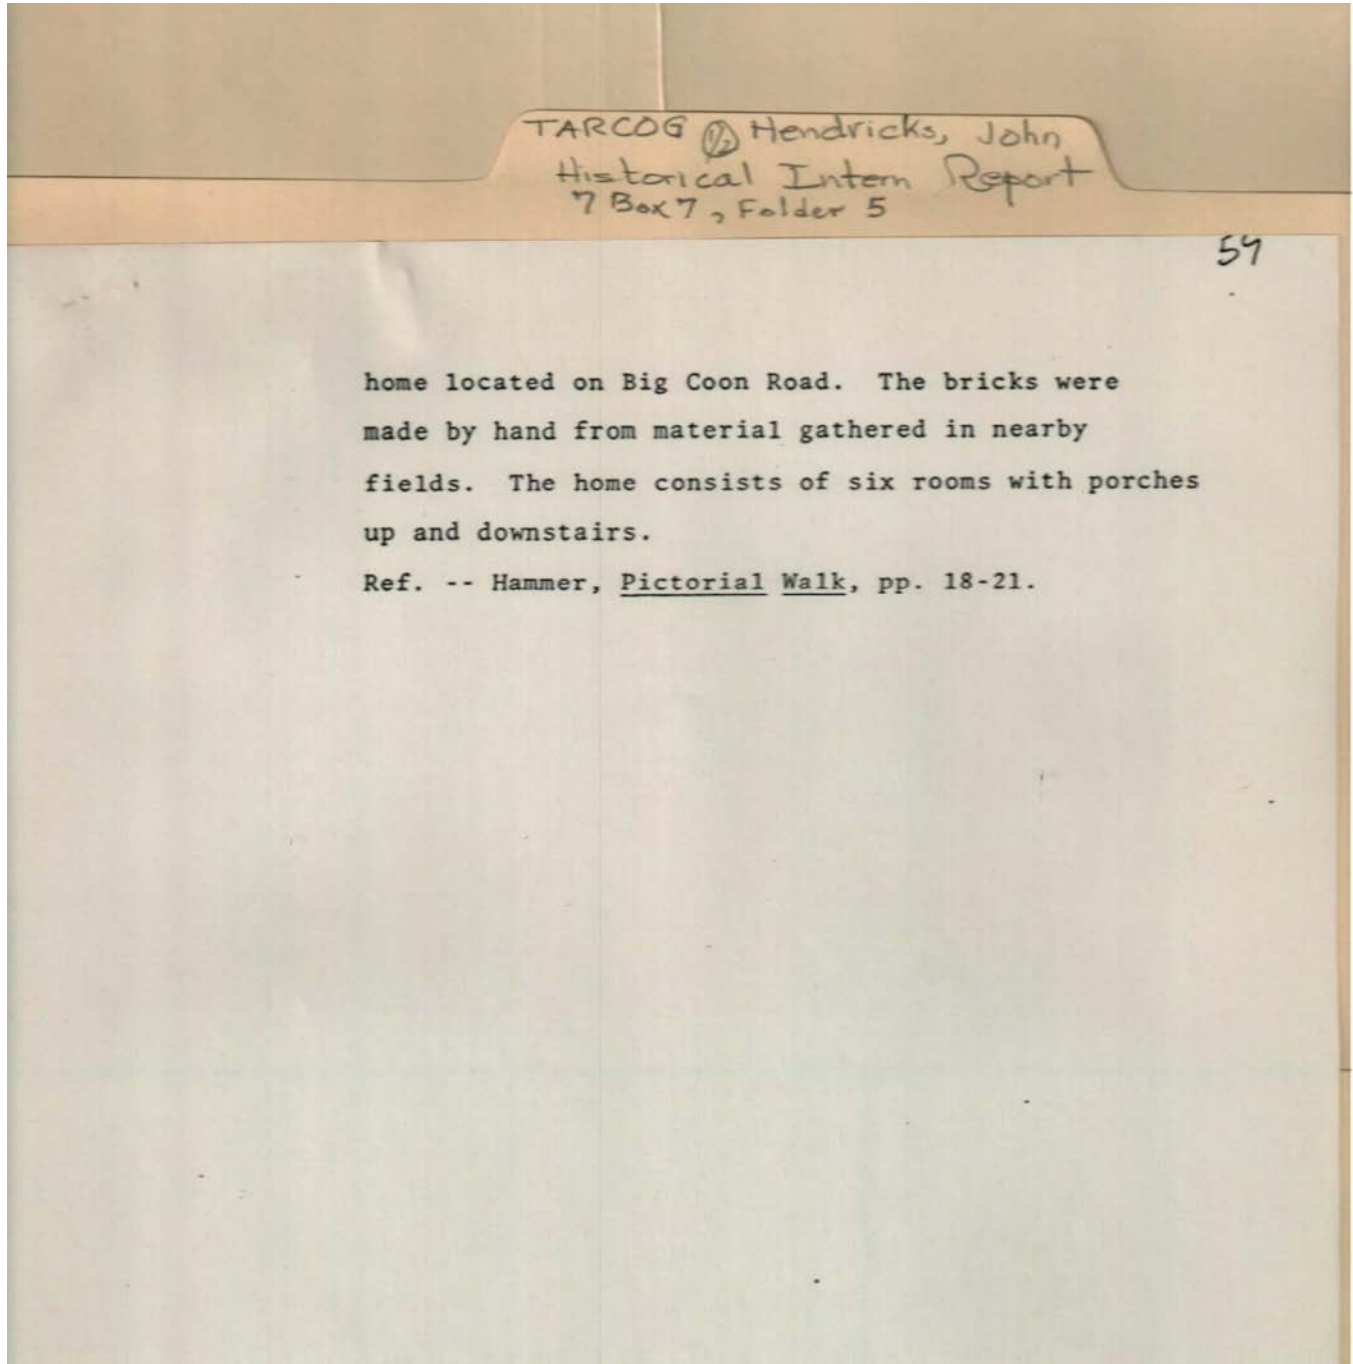 TARCOG 1/2 Hendricks, John
Historical Intern Report
7 Box 7, Folder 5
home located on Big Coon Road. The bricks were
made by hand from material gathered in nearby
fields. The home consists of six rooms with porches
up and downstairs.
Ref. -- Hammer, Pictorial Walk, pp. 18-21.